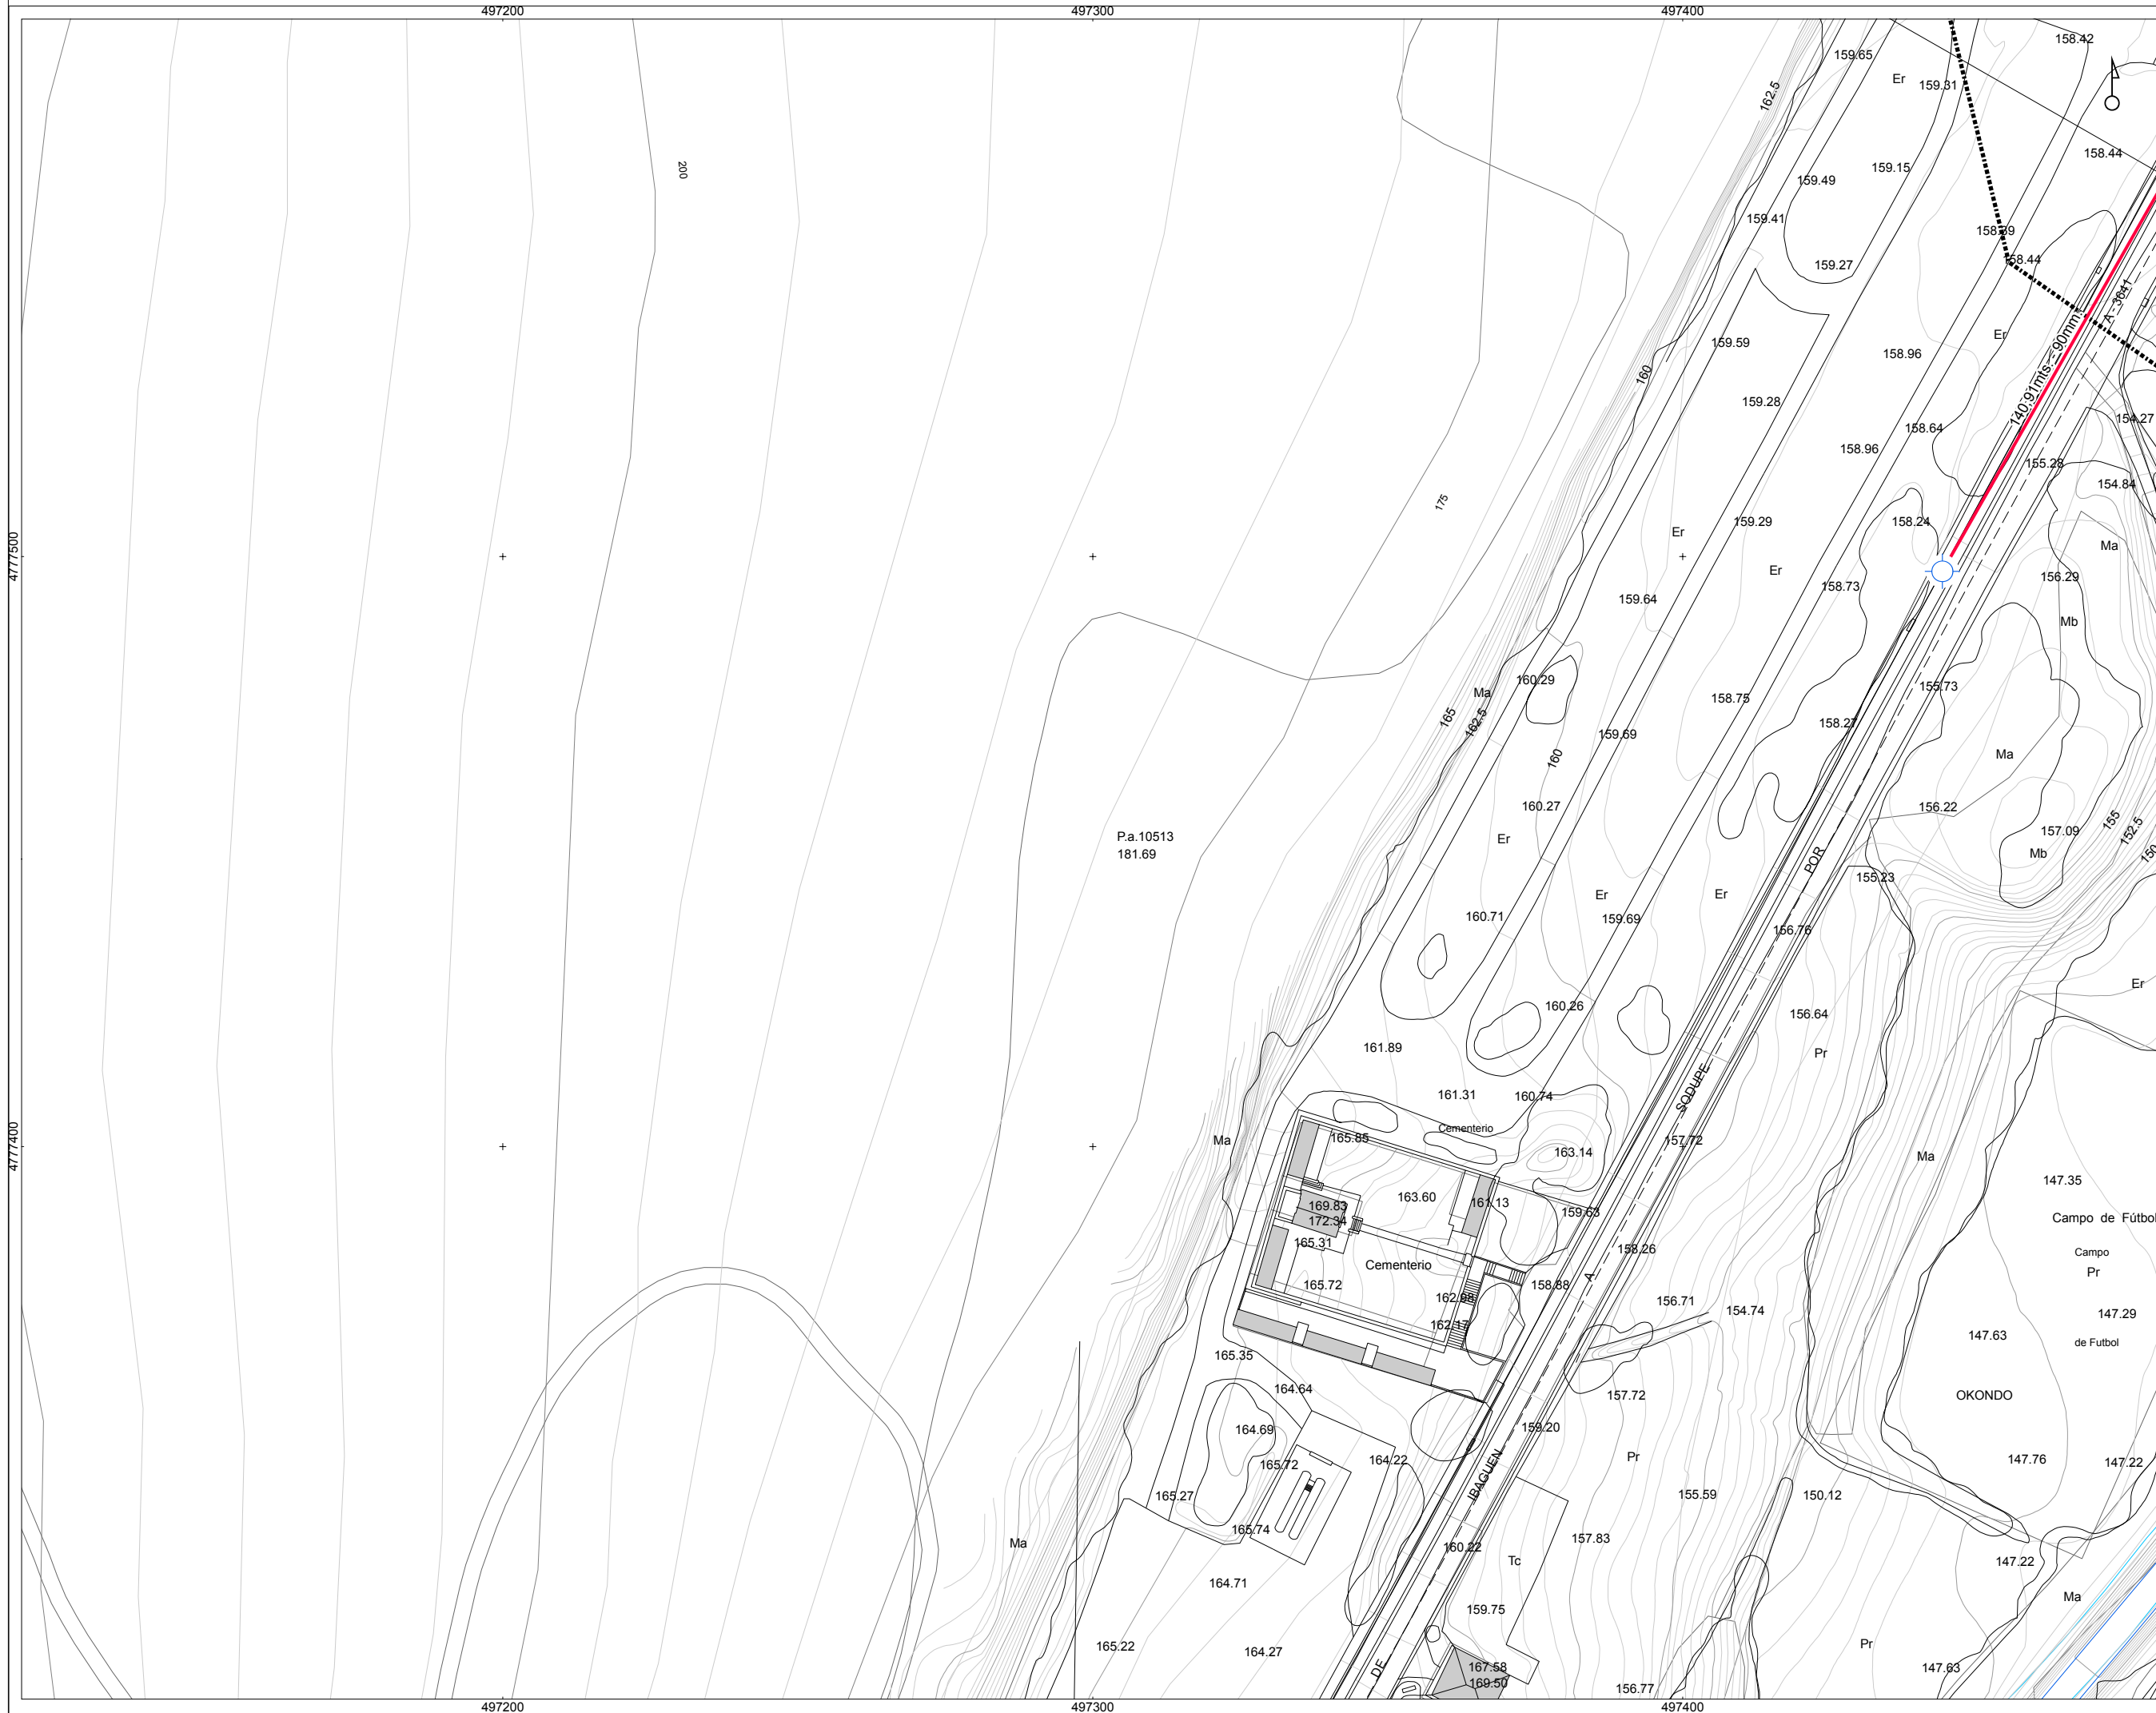 497200
497300
497400
158.42
159.65
Er
159.31
162.5
158.44
200
159.15
159.49
159.41
158.89
158.44
159.27
A-3641
140,91mts.-90mm.
Er
159.59
158.96
160
159.28
154.27
158.64
158.96
155.28
154.84
175
159.29
158.24
Er
4777500
Ma
Er
156.29
158.73
159.64
Mb
160.29
155.73
Ma
158.75
165
162.5
158.27
159.69
Ma
160
160.27
156.22
155
152.5
157.09
P.a.10513
Er
150
181.69
Mb
POR
155.23
Er
Er
160.71
159.69
156.76
Er
160.26
156.64
161.89
Pr
SODUPE
161.31
160.74
Cementerio
4777400
Ma
165.85
157.72
163.14
Ma
147.35
163.60
161.13
169.83
159.63
Campo de Fútbol
172.34
165.31
158.26
Campo
Cementerio
Pr
A
165.72
158.88
162.98
156.71
154.74
147.29
162.17
147.63
de Futbol
165.35
164.64
157.72
OKONDO
164.69
159.20
Pr
165.72
164.22
147.76
147.22
IBAGUEN
165.27
155.59
150.12
165.74
157.83
Ma
160.22
Tc
147.22
164.71
Ma
159.75
165.22
164.27
Pr
DE
167.58
147.63
169.50
156.77
497200
497300
497400